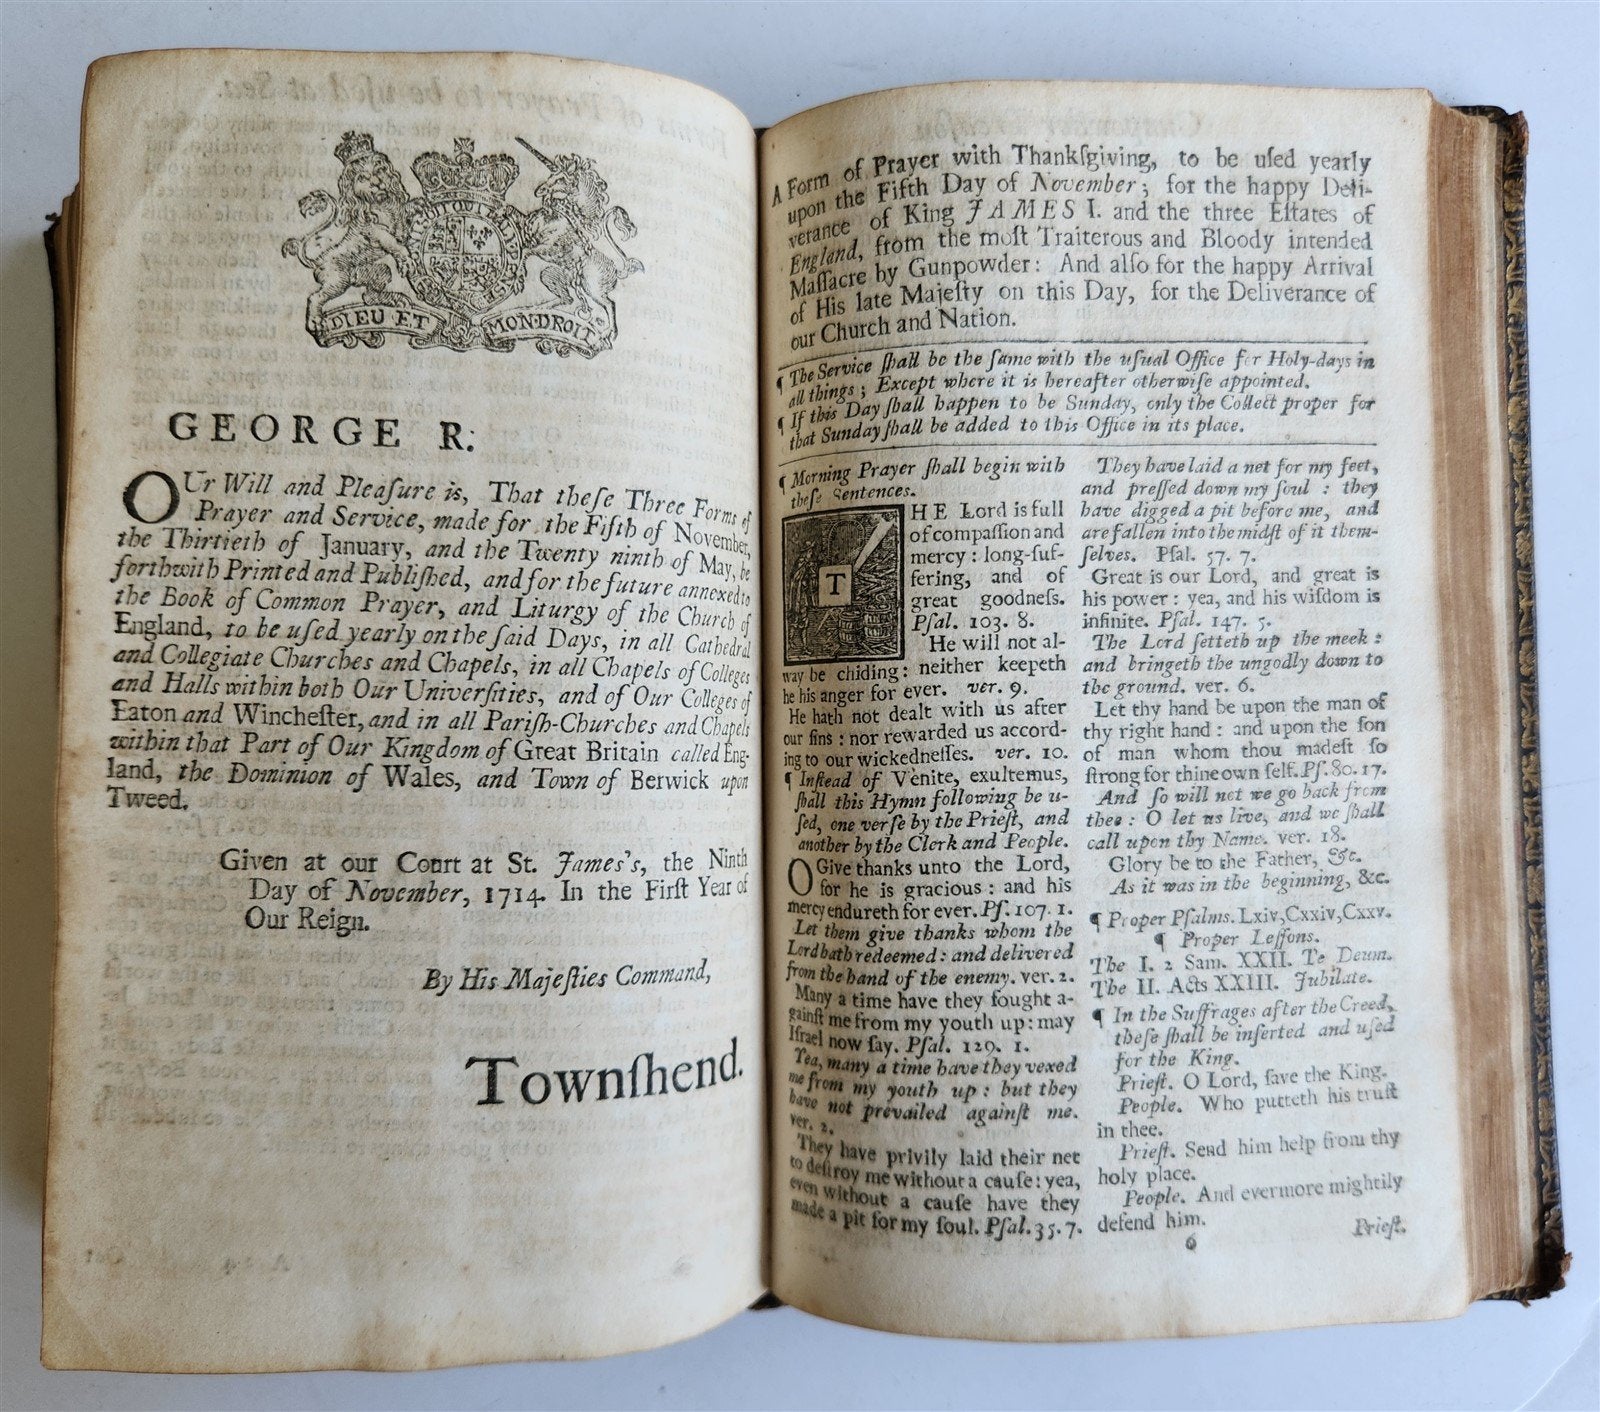 HONI SOIT QUI MAL Y PENSE
DIEU ET MON·DROIT
GEORGE R.
OUr Will and Pleaſure is, That theſe Three Forms of
Prayer and Service, made for the Fifth of November,
the Thirtieth of January, and the Twenty ninth of May, be
forthwith Printed and Publiſhed, and for the future annexed to
the Book of Common Prayer, and Liturgy of the Church of
England, to be uſed yearly on the ſaid Days, in all Cathedral
and Collegiate Churches and Chapels, in all Chapels of Colleges
and Halls within both Our Univerſities, and of Our Colleges of
Eaton and Wincheſter, and in all Pariſh-Churches and Chapels
within that Part of Our Kingdom of Great Britain called Eng-
land, the Dominion of Wales, and Town of Berwick upon
Tweed.
Given at our Court at St. James's, the Ninth
Day of November, 1714. In the Firſt Year of
Our Reign.
By His Majeſties Command,
Townſhend.
A Form of Prayer with Thankſgiving, to be uſed yearly
upon the Fifth Day of November; for the happy Deli-
verance of King JAMES I. and the three Eſtates of
England, from the moſt Traiterous and Bloody intended
Maſſacre by Gunpowder: And alſo for the happy Arrival
of His late Majeſty on this Day, for the Deliverance of
our Church and Nation.
¶ The Service ſhall be the ſame with the uſual Office for Holy-days in
all things; Except where it is hereafter otherwiſe appointed.
¶ If this Day ſhall happen to be Sunday, only the Collect proper for
that Sunday ſhall be added to this Office in its place.
¶ Morning Prayer ſhall begin with
theſe Sentences.
THE Lord is full
of compaſſion and
mercy: long-ſuf-
fering, and of
great goodneſs.
Pſal. 103. 8.
He will not al-
way be chiding: neither keepeth
he his anger for ever. ver. 9.
He hath not dealt with us after
our ſins: nor rewarded us accord-
ing to our wickedneſſes. ver. 10.
¶ Inſtead of Venite, exultemus,
ſhall this Hymn following be u-
ſed, one verſe by the Prieſt, and
another by the Clerk and People.
O Give thanks unto the Lord,
for he is gracious: and his
mercy endureth for ever. Pſ. 107. 1.
Let them give thanks whom the
Lord hath redeemed: and delivered
from the hand of the enemy. ver. 2.
Many a time have they fought a-
gainſt me from my youth up: may
Iſrael now ſay. Pſal. 129. 1.
Yea, many a time have they vexed
me from my youth up: but they
have not prevailed againſt me.
ver. 2.
They have privily laid their net
to deſtroy me without a cauſe: yea,
even without a cauſe have they
made a pit for my ſoul. Pſal. 35. 7.
They have laid a net for my feet,
and preſſed down my ſoul: they
have digged a pit before me, and
are fallen into the midſt of it them-
ſelves. Pſal. 57. 7.
Great is our Lord, and great is
his power: yea, and his wiſdom is
infinite. Pſal. 147. 5.
The Lord ſetteth up the meek:
and bringeth the ungodly down to
the ground. ver. 6.
Let thy hand be upon the man of
thy right hand: and upon the ſon
of man whom thou madeſt ſo
ſtrong for thine own ſelf. Pſ. 80. 17.
And ſo will not we go back from
thee: O let us live, and we ſhall
call upon thy Name. ver. 18.
Glory be to the Father, &c.
As it was in the beginning, &c.
¶ Proper Pſalms. Lxiv, Cxxiv, Cxxv.
¶ Proper Leſſons.
The I. 2 Sam. XXII. Te Deum.
The II. Acts XXIII. Jubilate.
¶ In the Suffrages after the Creed,
theſe ſhall be inſerted and uſed
for the King.
Prieſt. O Lord, ſave the King.
People. Who putteth his truſt
in thee.
Prieſt. Send him help from thy
holy place.
People. And evermore mightily
defend him.
6
Prieſt.